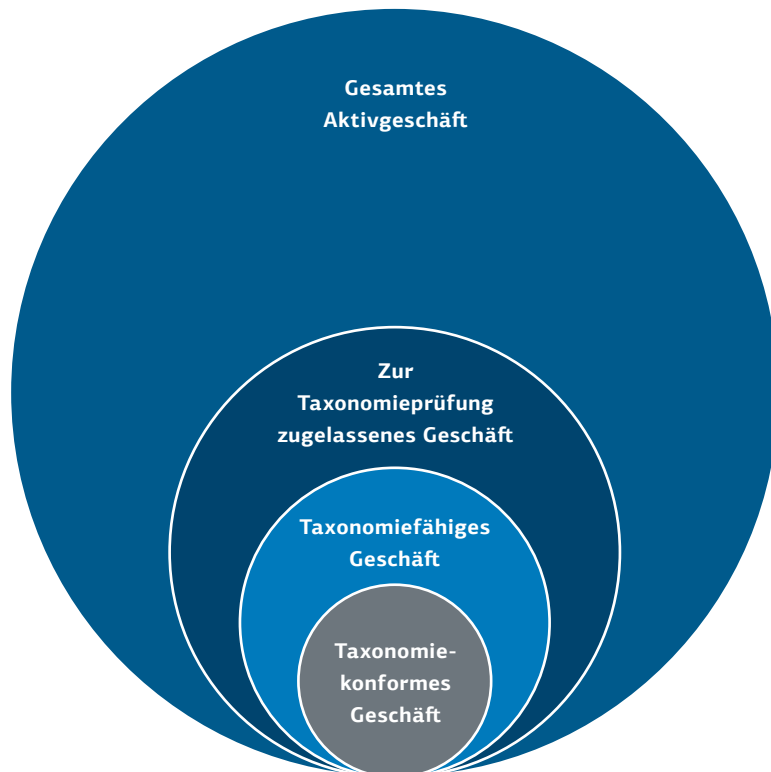 Gesamtes
Aktivgeschäft
Zur
Taxonomieprüfung
zugelassenes Geschäft
Taxonomiefähiges
Geschäft
Taxonomie-
konformes
Geschäft